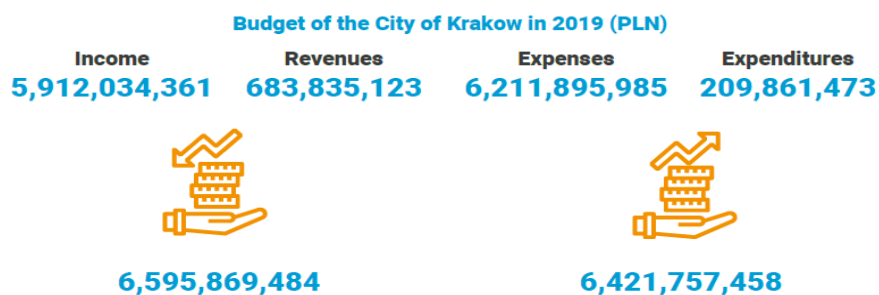 Budget of the City of Krakow in 2019 (PLN)
Income Revenues Expenses Expenditures
5,912,034,361 683,835,123 6,211,895,985 209,861,473
6,595,869,484 6,421,757,458